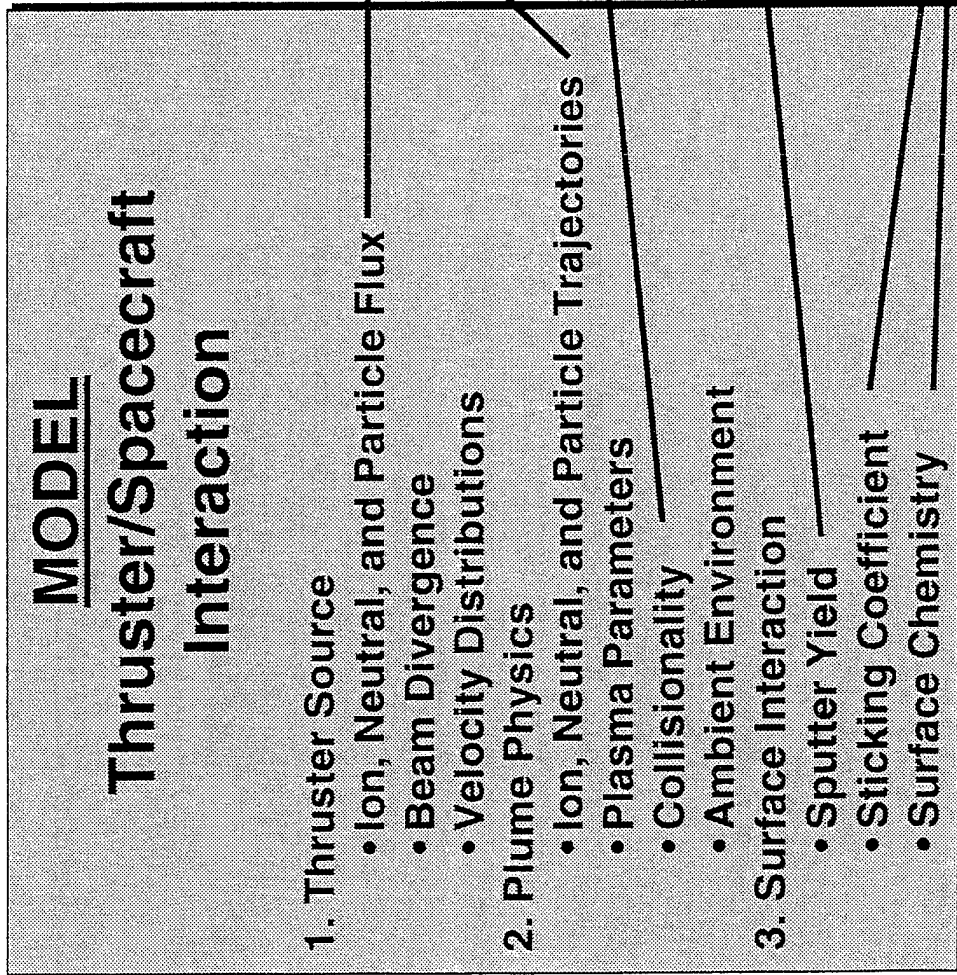 MODEL
Thruster/Spacecraft
Interaction
1. Thruster Source
• Ion, Neutral, and Particle Flux
• Beam Divergence
• Velocity Distributions
2. Plume Physics
• Ion, Neutral, and Particle Trajectories
• Plasma Parameters
• Collisionality
• Ambient Environment
3. Surface Interaction
• Sputter Yield
• Sticking Coefficient
• Surface Chemistry